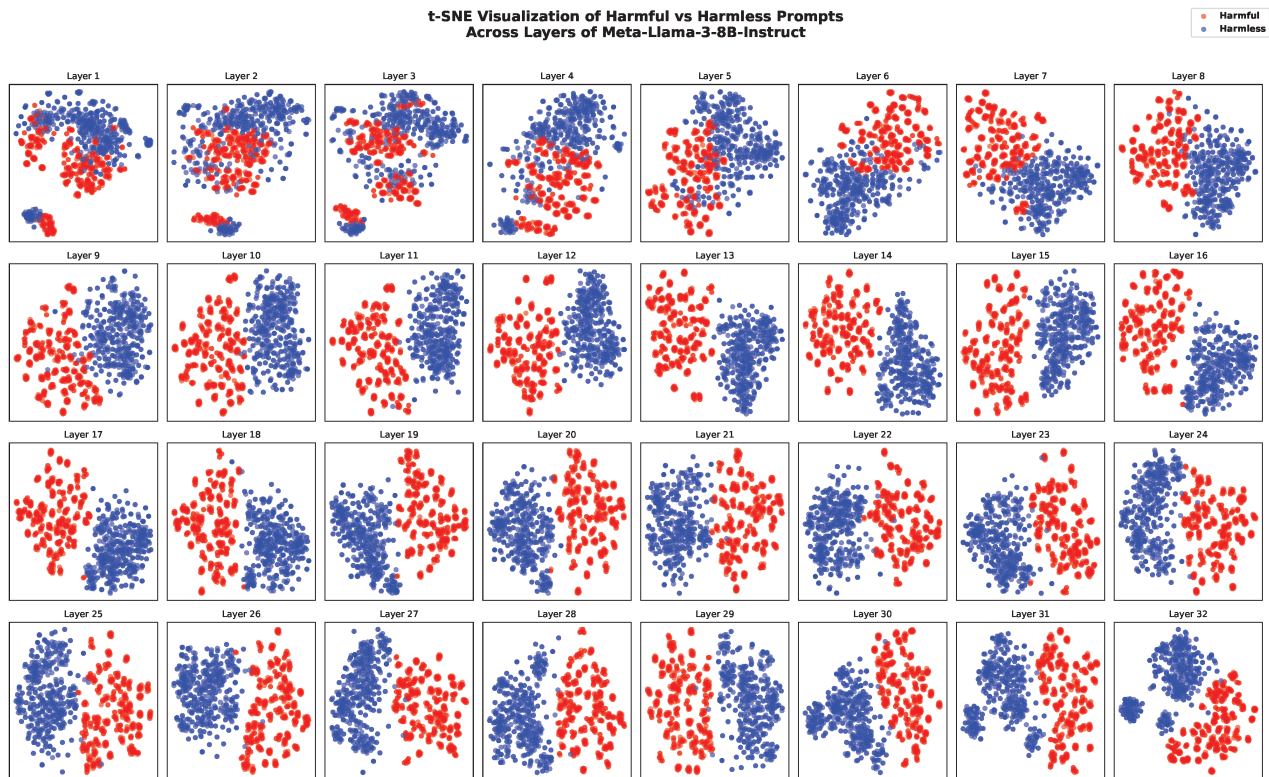 t-SNE Visualization of Harmful vs Harmless Prompts
Across Layers of Meta-Llama-3-8B-Instruct
Harmful
Harmless
Layer 1
Layer 2
Layer 3
Layer 4
Layer 5
Layer 6
Layer 7
Layer 8
Layer 9
Layer 10
Layer 11
Layer 12
Layer 13
Layer 14
Layer 15
Layer 16
Layer 17
Layer 18
Layer 19
Layer 20
Layer 21
Layer 22
Layer 23
Layer 24
Layer 25
Layer 26
Layer 27
Layer 28
Layer 29
Layer 30
Layer 31
Layer 32